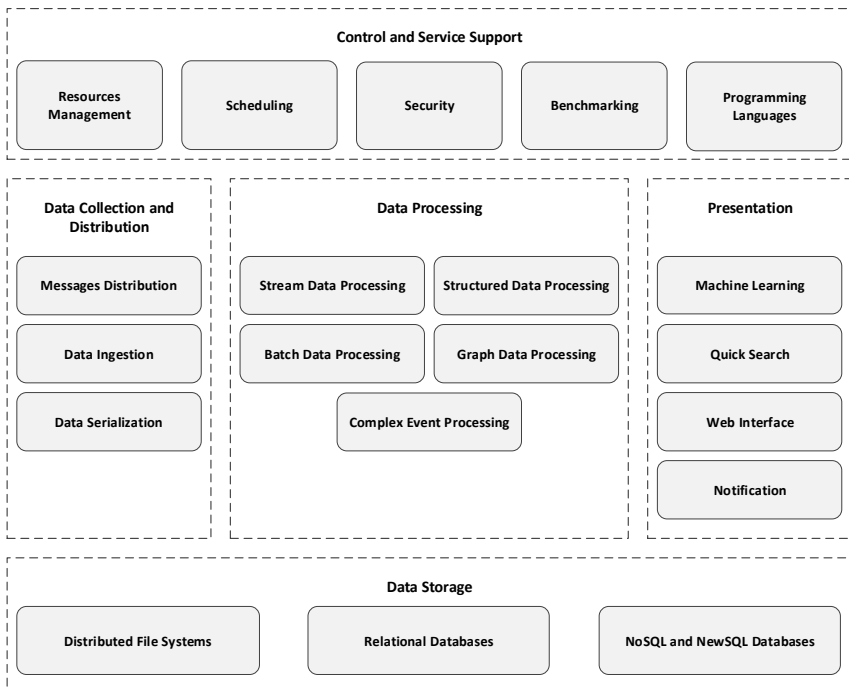 Control and Service Support
Resources
Management
Scheduling
Security
Benchmarking
Programming
Languages
Data Collection and
Distribution
Messages Distribution
Data Ingestion
Data Serialization
Data Processing
Stream Data Processing
Structured Data Processing
Batch Data Processing
Graph Data Processing
Complex Event Processing
Presentation
Machine Learning
Quick Search
Web Interface
Notification
Data Storage
Distributed File Systems
Relational Databases
NoSQL and NewSQL Databases